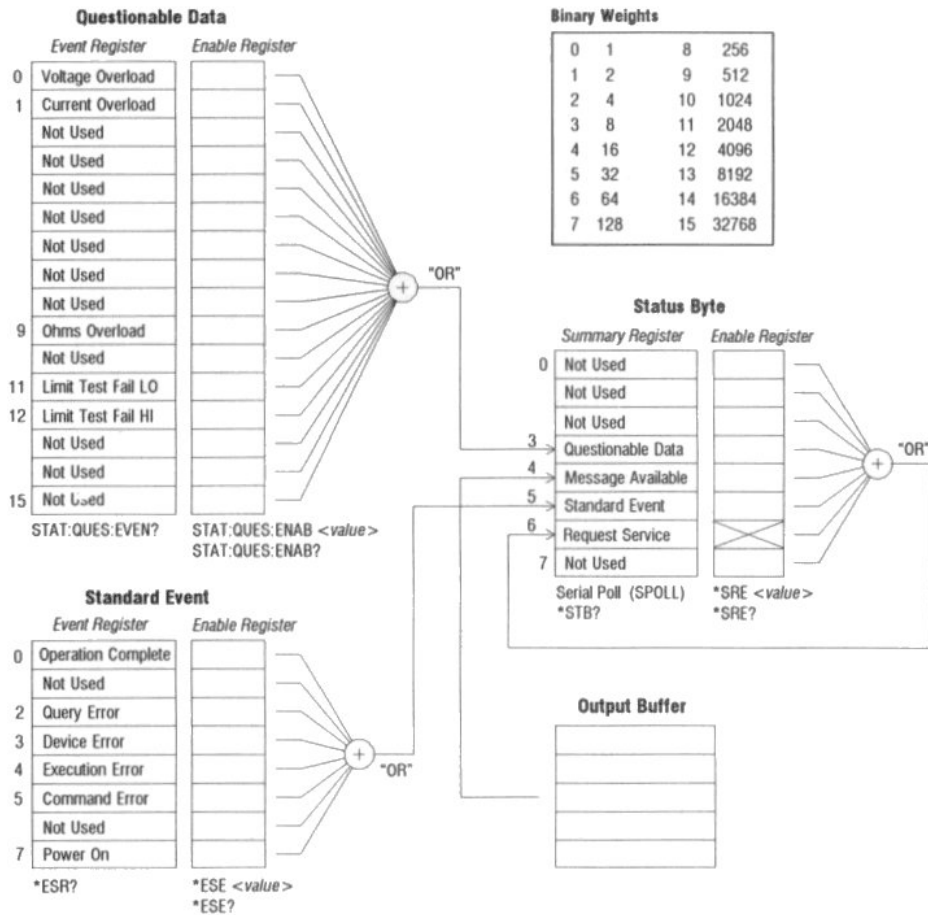 Questionable Data
Event Register Enable Register
0 Voltage Overload
1 Current Overload
Not Used
Not Used
Not Used
Not Used
Not Used
Not Used
Not Used
9 Ohms Overload
Not Used
11 Limit Test Fail LO
12 Limit Test Fail HI
Not Used
Not Used
15 Not Used
STAT:QUES:EVEN? STAT:QUES:ENAB <value>
STAT:QUES:ENAB?
"OR"
Binary Weights
0 1 8 256
1 2 9 512
2 4 10 1024
3 8 11 2048
4 16 12 4096
5 32 13 8192
6 64 14 16384
7 128 15 32768
Status Byte
Summary Register Enable Register
0 Not Used
Not Used
Not Used
3 Questionable Data
4 Message Available
5 Standard Event
6 Request Service
7 Not Used
Serial Poll (SPOLL) *SRE <value>
*STB? *SRE?
"OR"
Standard Event
Event Register Enable Register
0 Operation Complete
Not Used
2 Query Error
3 Device Error
4 Execution Error
5 Command Error
Not Used
7 Power On
*ESR? *ESE <value>
*ESE?
"OR"
Output Buffer